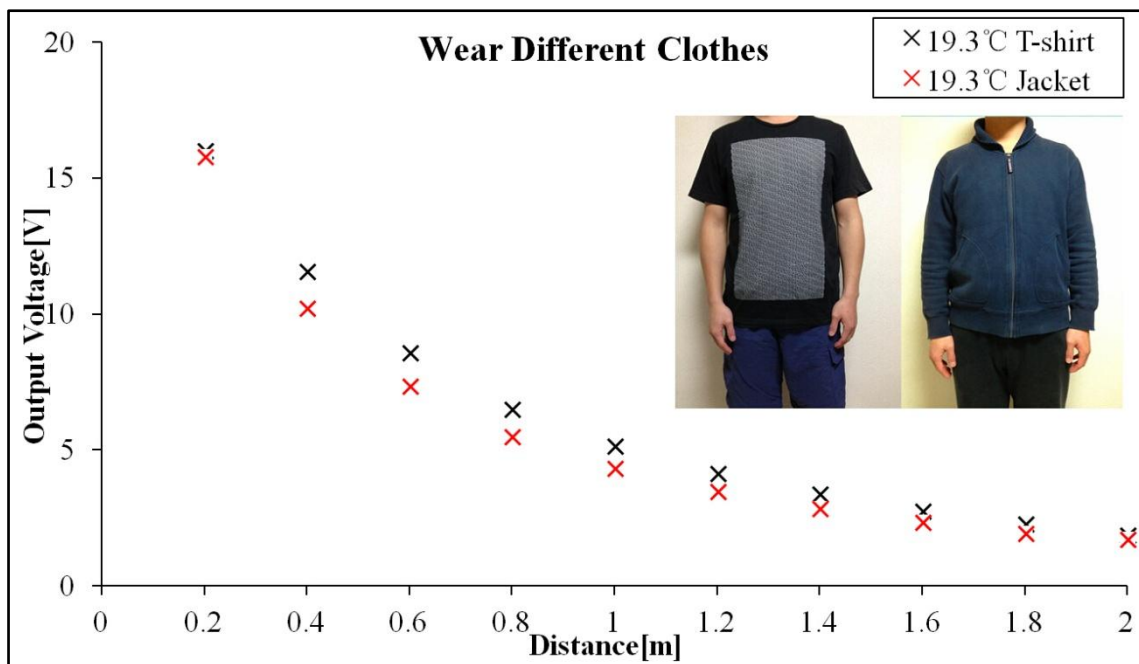 Wear Different Clothes
19.3℃ T-shirt
19.3℃ Jacket
Output Voltage[V]
20
15
10
5
0
0 0.2 0.4 0.6 0.8 1 1.2 1.4 1.6 1.8 2
Distance[m]